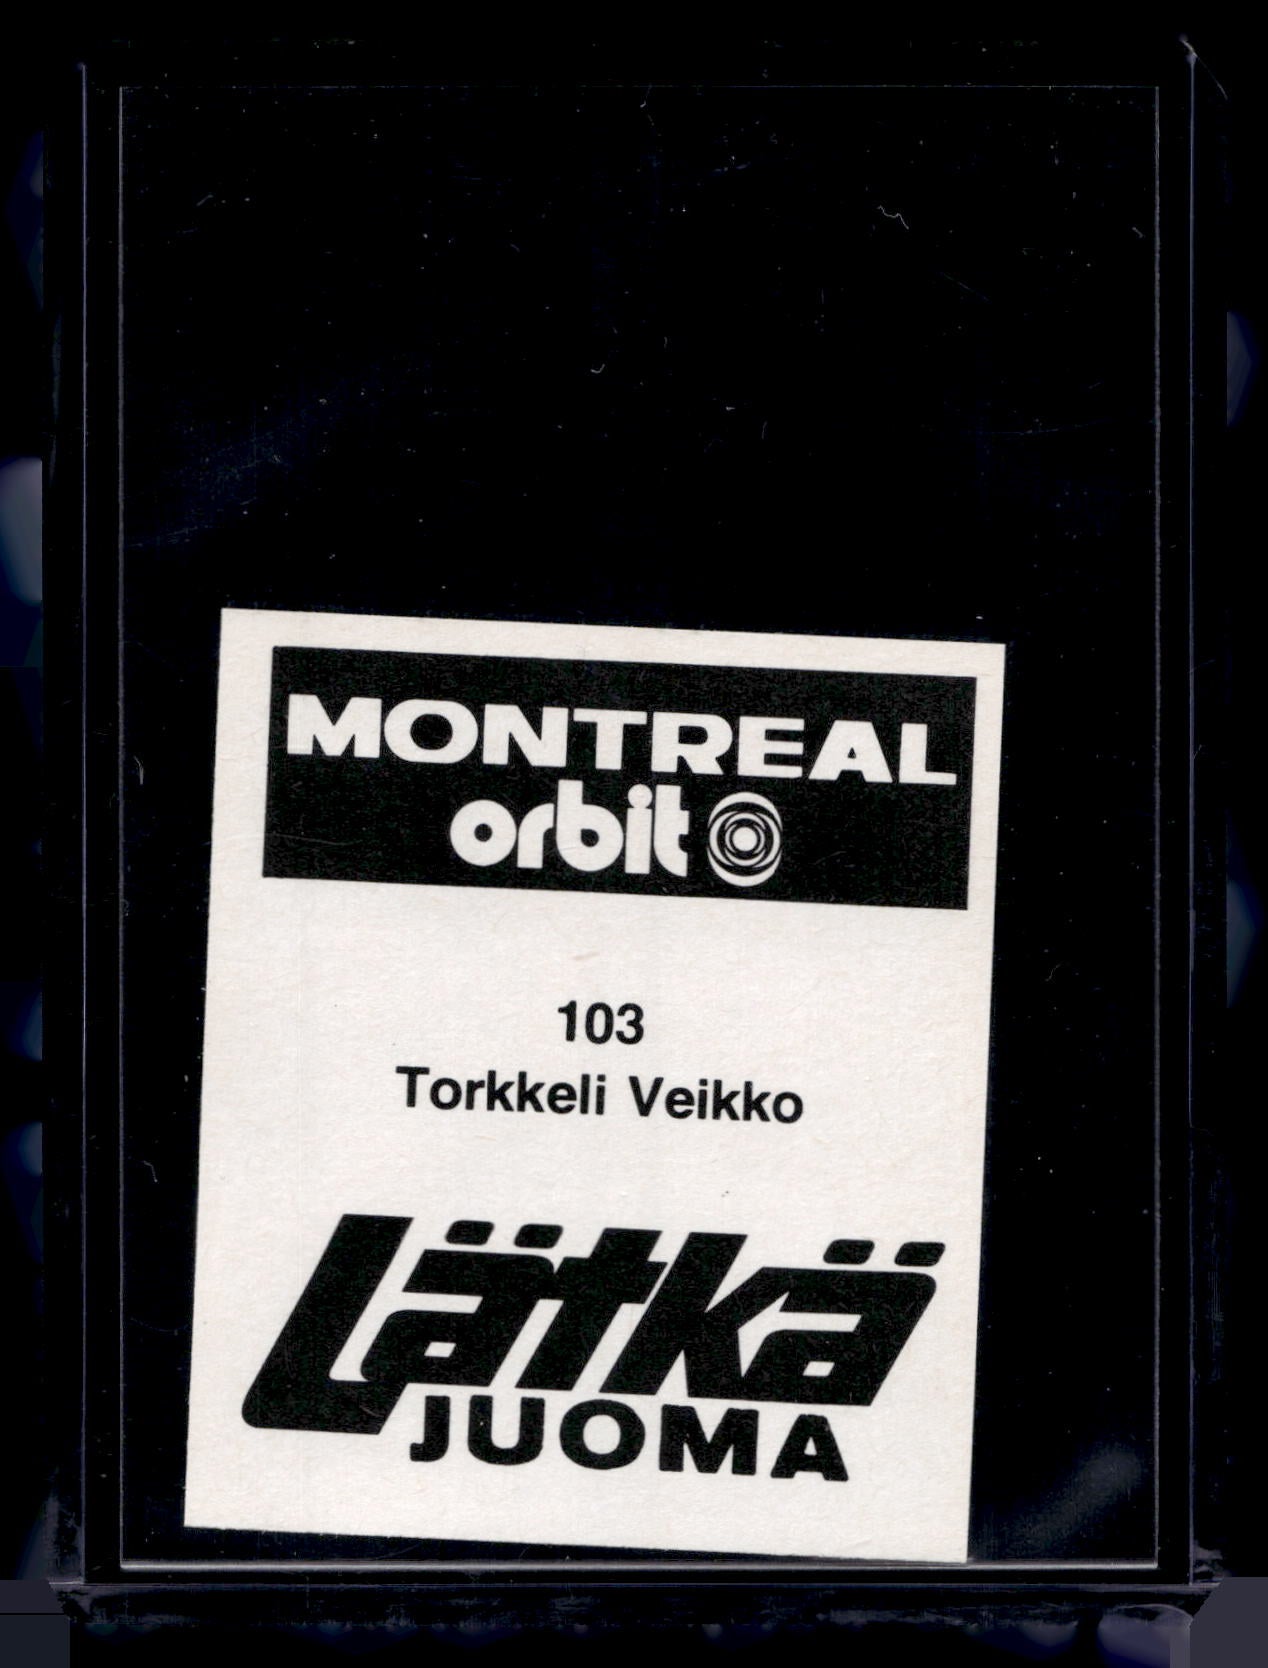 MONTREAL
orbit
103
Torkkeli Veikko
Lätkä
JUOMA